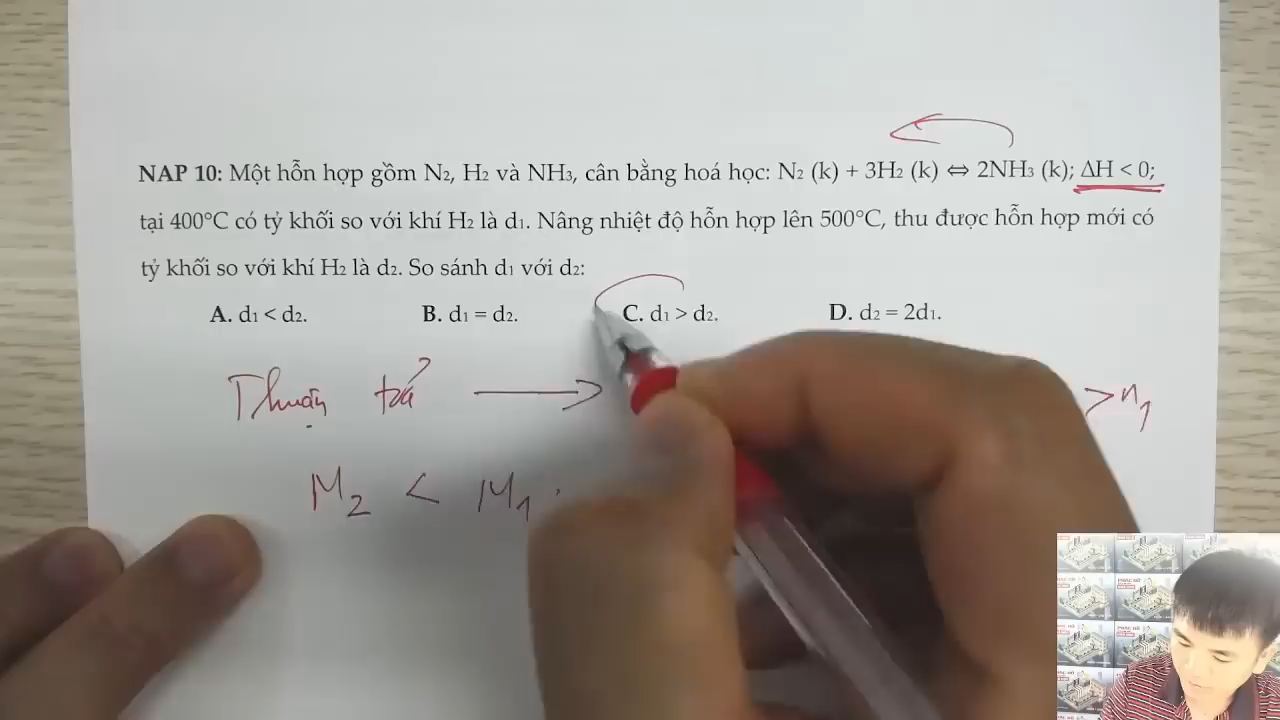 NAP 10: Một hỗn hợp gồm N₂, H₂ và NH₃, cân bằng hoá học: N₂ (k) + 3H₂ (k) ⇔ 2NH₃ (k); ΔH < 0;
tại 400°C có tỷ khối so với khí H₂ là d₁. Nâng nhiệt độ hỗn hợp lên 500°C, thu được hỗn hợp mới có
tỷ khối so với khí H₂ là d₂. So sánh d₁ với d₂:
A. d₁ < d₂. B. d₁ = d₂. C. d₁ > d₂. D. d₂ = 2d₁.
Thuận toả → > n₁
M₂ < M₁